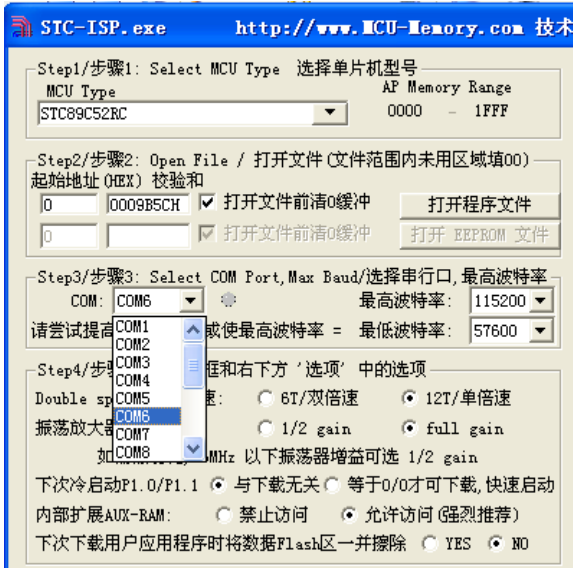 STC-ISP.exe http://www.MCU-Memory.com 技术
Step1/步骤1: Select MCU Type 选择单片机型号
MCU Type AP Memory Range
STC89C52RC 0000 - 1FFF
Step2/步骤2: Open File / 打开文件(文件范围内未用区域填00)
起始地址(HEX) 校验和
0 0009B5CH 打开文件前清0缓冲 打开程序文件
0 打开文件前清0缓冲 打开 EEPROM 文件
Step3/步骤3: Select COM Port,Max Baud/选择串行口,最高波特率
COM: COM6 最高波特率: 115200
请尝试提高 或使最高波特率 = 最低波特率: 57600
COM1
COM2
COM3
COM4
COM5
COM6
COM7
COM8
Step4/步 框和右下方 '选项' 中的选项
Double sp 速: 6T/双倍速 12T/单倍速
振荡放大器 1/2 gain full gain
如 MHz 以下振荡器增益可选 1/2 gain
下次冷启动P1.0/P1.1 与下载无关 等于0/0才可下载,快速启动
内部扩展AUX-RAM: 禁止访问 允许访问(强烈推荐)
下次下载用户应用程序时将数据Flash区一并擦除 YES NO